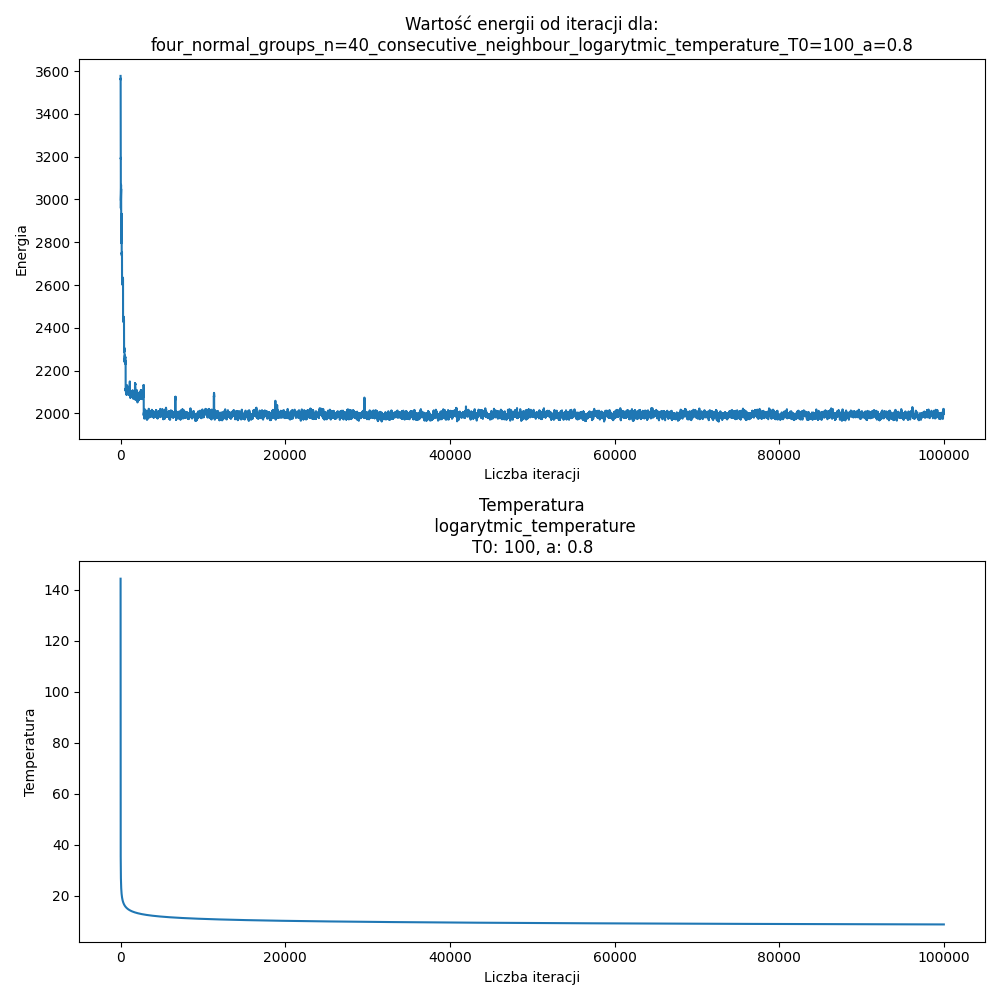 Wartość energii od iteracji dla:
four_normal_groups_n=40_consecutive_neighbour_logarytmic_temperature_T0=100_a=0.8
3600
3400
3200
3000
2800
2600
2400
2200
2000
Energia
0 20000 40000 60000 80000 100000
Liczba iteracji
Temperatura
logarytmic_temperature
T0: 100, a: 0.8
140
120
100
80
60
40
20
Temperatura
0 20000 40000 60000 80000 100000
Liczba iteracji